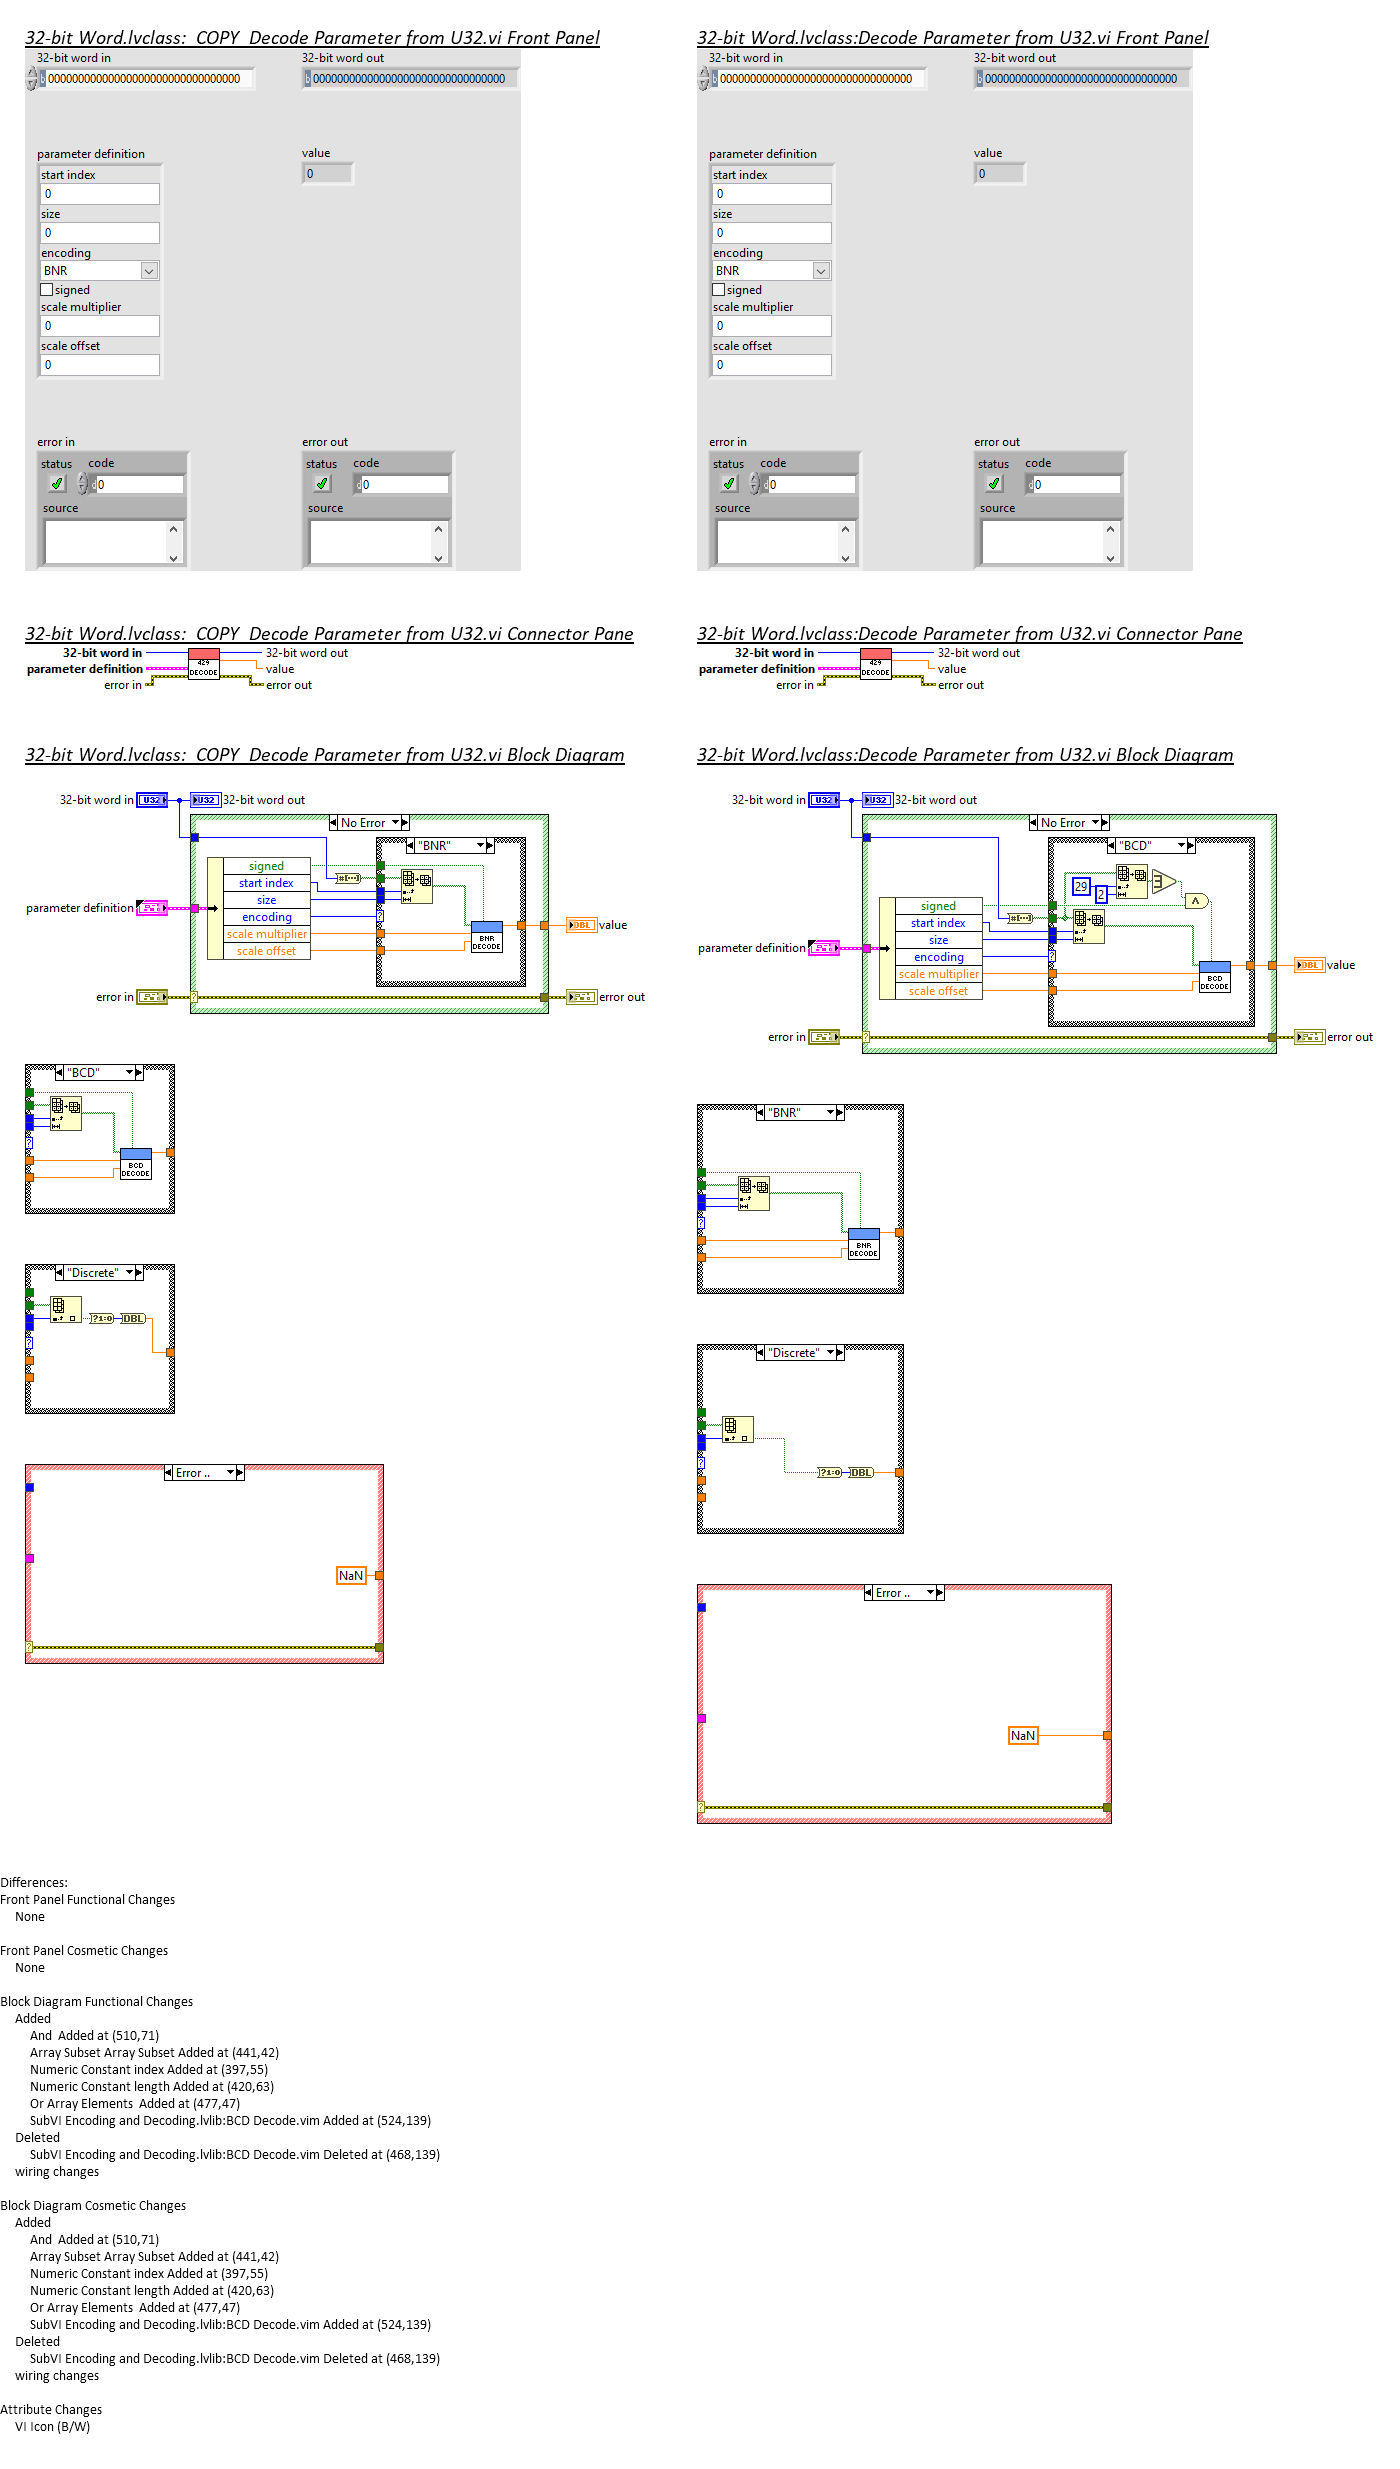 32-bit Word.lvclass:  COPY  Decode Parameter from U32.vi Front Panel
32-bit word in
32-bit word out
b 00000000000000000000000000000000
b 00000000000000000000000000000000
parameter definition
value
start index
0
0
size
0
encoding
BNR
signed
scale multiplier
0
scale offset
0
error in
error out
status code
status code
d 0
d 0
source
source
32-bit Word.lvclass:Decode Parameter from U32.vi Front Panel
32-bit word in
32-bit word out
b 00000000000000000000000000000000
b 00000000000000000000000000000000
parameter definition
value
start index
0
0
size
0
encoding
BNR
signed
scale multiplier
0
scale offset
0
error in
error out
status code
status code
d 0
d 0
source
source
32-bit Word.lvclass:  COPY  Decode Parameter from U32.vi Connector Pane
32-bit word in
32-bit word out
parameter definition
429
DECODE
value
error in
error out
32-bit Word.lvclass:Decode Parameter from U32.vi Connector Pane
32-bit word in
32-bit word out
parameter definition
429
DECODE
value
error in
error out
32-bit Word.lvclass:  COPY  Decode Parameter from U32.vi Block Diagram
32-bit word in U32
U32 32-bit word out
No Error
"BNR"
signed
start index
size
encoding
scale multiplier
scale offset
#[...]
parameter definition
?
BNR
DECODE
DBL value
error in
?
error out
"BCD"
?
BCD
DECODE
"Discrete"
?1:0 DBL
?
Error ..
NaN
?
32-bit Word.lvclass:Decode Parameter from U32.vi Block Diagram
32-bit word in U32
U32 32-bit word out
No Error
"BCD"
29
2
signed
start index
size
encoding
scale multiplier
scale offset
#[...]
parameter definition
?
BCD
DECODE
DBL value
error in
?
error out
"BNR"
?
BNR
DECODE
"Discrete"
?
?1:0 DBL
Error ..
NaN
?
Differences:
Front Panel Functional Changes
None
Front Panel Cosmetic Changes
None
Block Diagram Functional Changes
Added
And  Added at (510,71)
Array Subset Array Subset Added at (441,42)
Numeric Constant index Added at (397,55)
Numeric Constant length Added at (420,63)
Or Array Elements  Added at (477,47)
SubVI Encoding and Decoding.lvlib:BCD Decode.vim Added at (524,139)
Deleted
SubVI Encoding and Decoding.lvlib:BCD Decode.vim Deleted at (468,139)
wiring changes
Block Diagram Cosmetic Changes
Added
And  Added at (510,71)
Array Subset Array Subset Added at (441,42)
Numeric Constant index Added at (397,55)
Numeric Constant length Added at (420,63)
Or Array Elements  Added at (477,47)
SubVI Encoding and Decoding.lvlib:BCD Decode.vim Added at (524,139)
Deleted
SubVI Encoding and Decoding.lvlib:BCD Decode.vim Deleted at (468,139)
wiring changes
Attribute Changes
VI Icon (B/W)